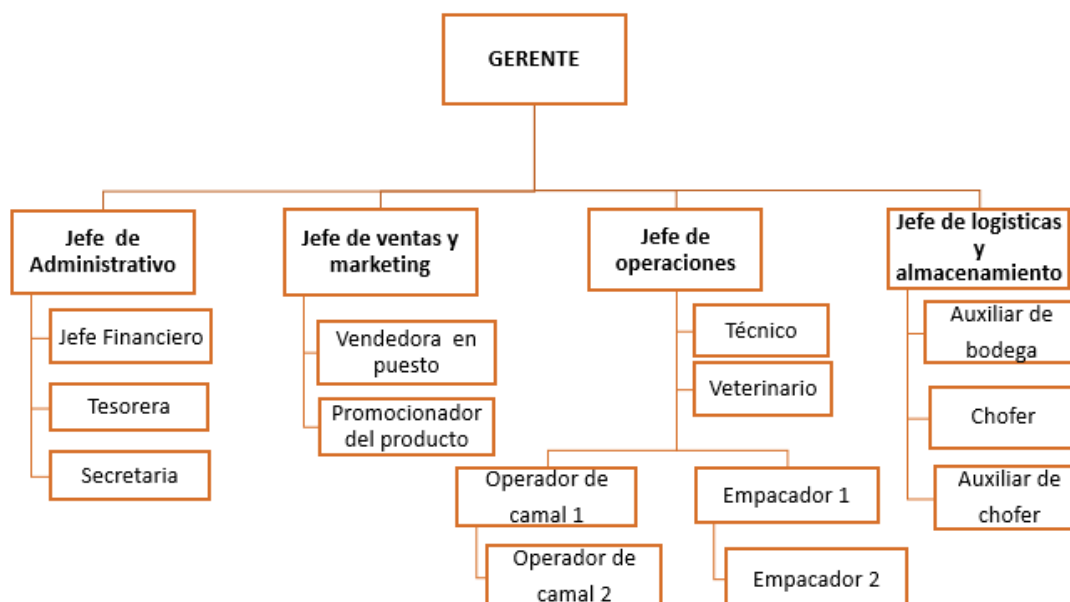 GERENTE
Jefe de
Administrativo
Jefe Financiero
Tesorera
Secretaria
Jefe de ventas y
marketing
Vendedora en
puesto
Promocionador
del producto
Jefe de
operaciones
Técnico
Veterinario
Operador de
camal 1
Operador de
camal 2
Empacador 1
Empacador 2
Jefe de logisticas
y
almacenamiento
Auxiliar de
bodega
Chofer
Auxiliar de
chofer